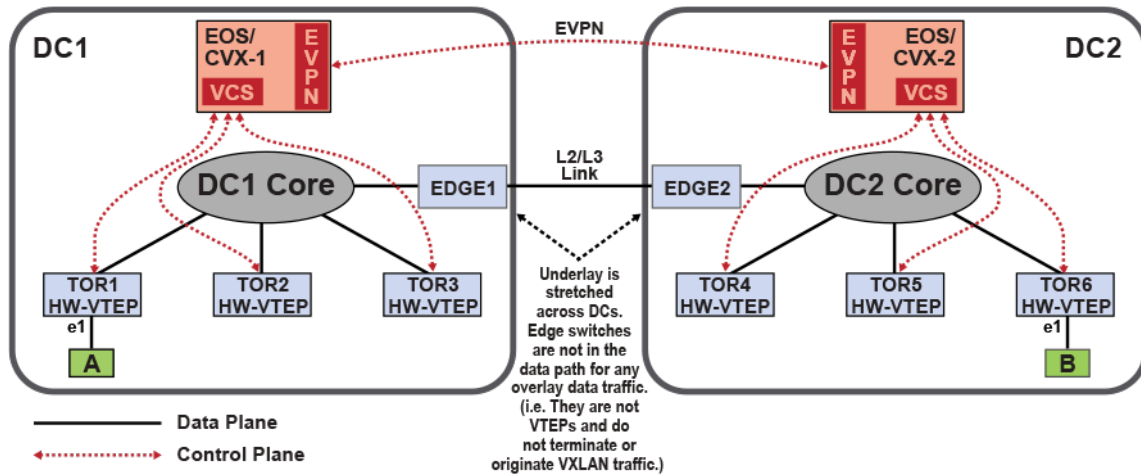 DC1
EOS/
CVX-1
EVPN
VCS
EVPN
EVPN
EOS/
CVX-2
VCS
DC2
DC1 Core
EDGE1
L2/L3
Link
EDGE2
DC2 Core
TOR1
HW-VTEP
TOR2
HW-VTEP
TOR3
HW-VTEP
TOR4
HW-VTEP
TOR5
HW-VTEP
TOR6
HW-VTEP
e1
A
e1
B
Underlay is
stretched
across DCs.
Edge switches
are not in the
data path for any
overlay data traffic.
(i.e. They are not
VTEPs and do
not terminate or
originate VXLAN traffic.)
Data Plane
Control Plane